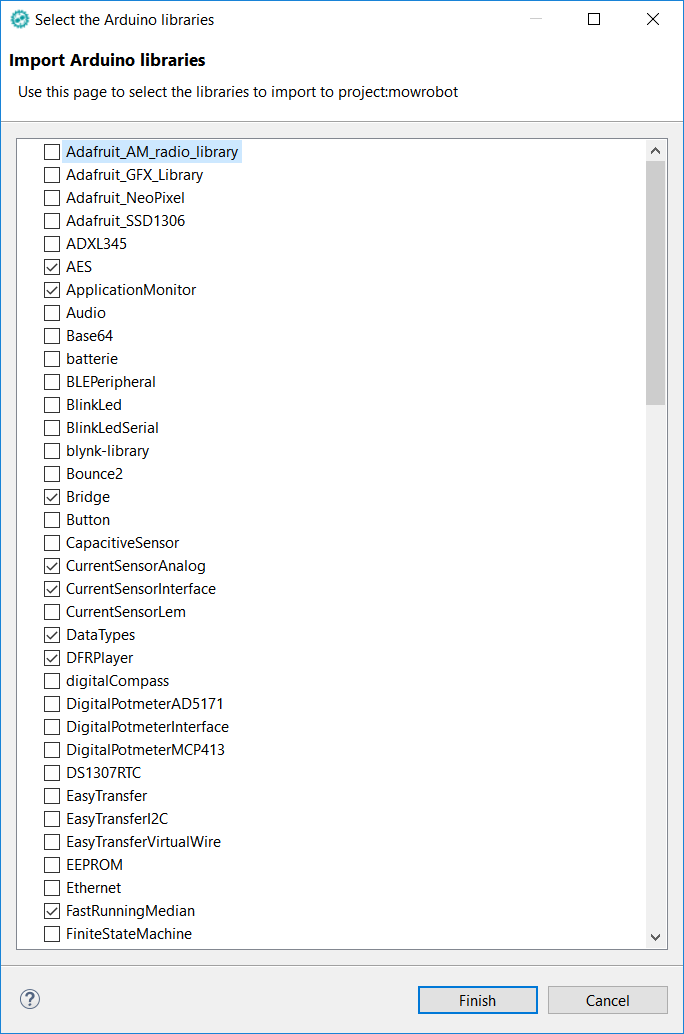 Select the Arduino libraries
Import Arduino libraries
Use this page to select the libraries to import to project:mowrobot
Adafruit_AM_radio_library
Adafruit_GFX_Library
Adafruit_NeoPixel
Adafruit_SSD1306
ADXL345
AES
ApplicationMonitor
Audio
Base64
batterie
BLEPeripheral
BlinkLed
BlinkLedSerial
blynk-library
Bounce2
Bridge
Button
CapacitiveSensor
CurrentSensorAnalog
CurrentSensorInterface
CurrentSensorLem
DataTypes
DFRPlayer
digitalCompass
DigitalPotmeterAD5171
DigitalPotmeterInterface
DigitalPotmeterMCP413
DS1307RTC
EasyTransfer
EasyTransferI2C
EasyTransferVirtualWire
EEPROM
Ethernet
FastRunningMedian
FiniteStateMachine
?
Finish
Cancel